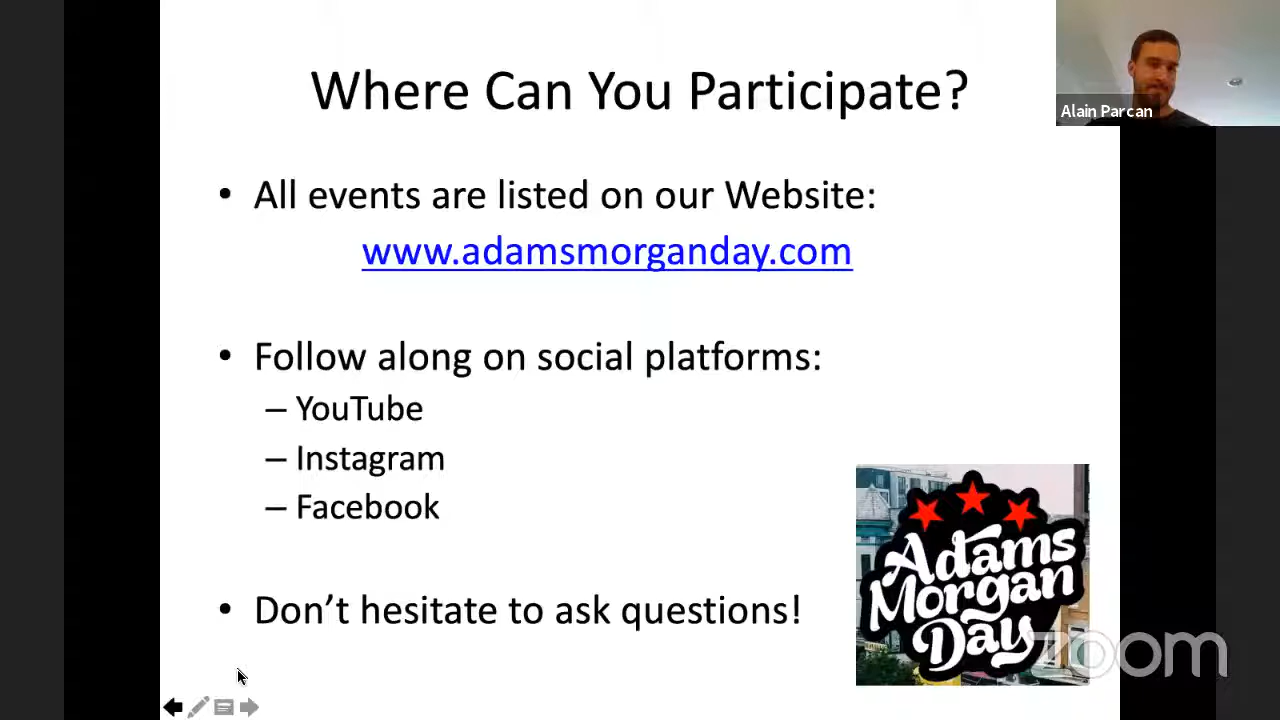 Where Can You Participate?
Alain Parcan
• All events are listed on our Website:
www.adamsmorganday.com
• Follow along on social platforms:
– YouTube
– Instagram
– Facebook
• Don’t hesitate to ask questions!
Adams
Morgan
Day
zoom